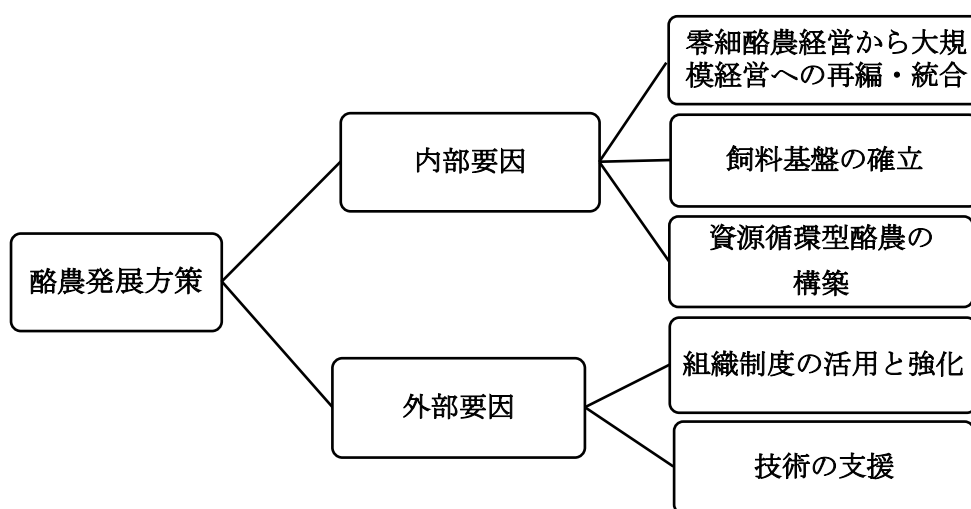 酪農発展方策
内部要因
零細酪農経営から大規
模経営への再編・統合
飼料基盤の確立
資源循環型酪農の
構築
外部要因
組織制度の活用と強化
技術の支援